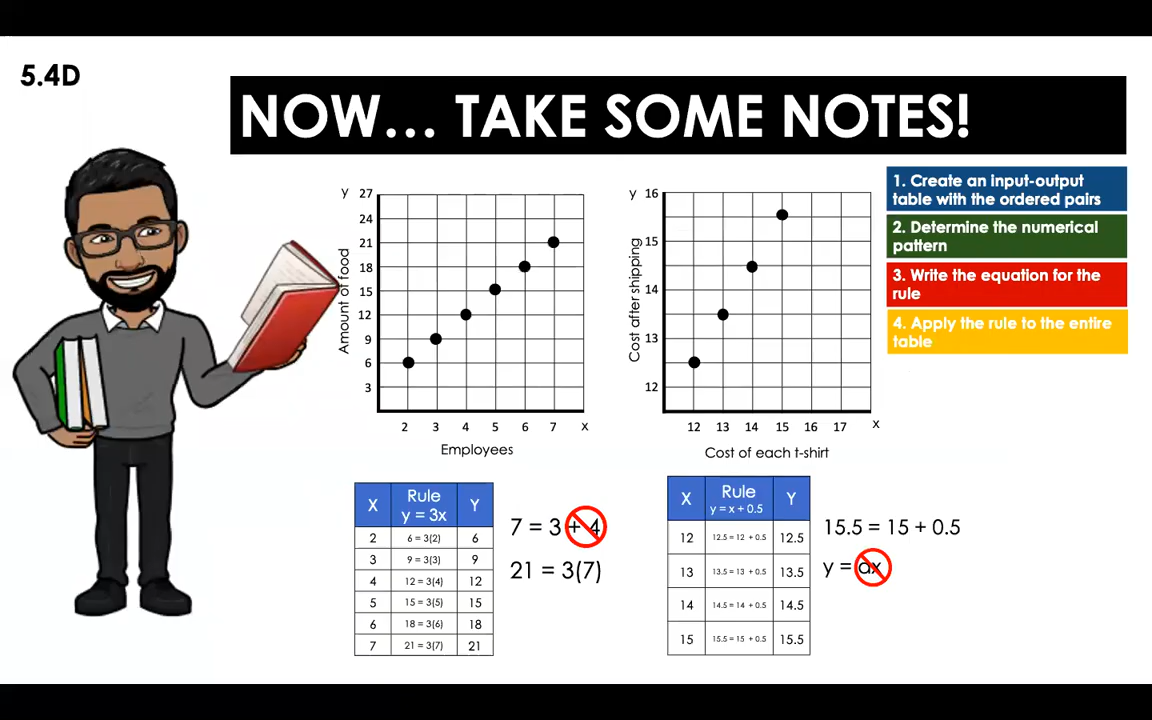 5.4D
NOW... TAKE SOME NOTES!
1. Create an input-output
table with the ordered pairs
2. Determine the numerical
pattern
3. Write the equation for the
rule
4. Apply the rule to the entire
table
y
27
24
21
18
15
12
9
6
3
Amount of food
2 3 4 5 6 7 x
Employees
y
16
15
14
13
12
Cost after shipping
12 13 14 15 16 17 x
Cost of each t-shirt
X Rule Y
y = 3x
2 6 = 3(2) 6
3 9 = 3(3) 9
4 12 = 3(4) 12
5 15 = 3(5) 15
6 18 = 3(6) 18
7 21 = 3(7) 21
7 = 3 + 4
21 = 3(7)
X Rule Y
y = x + 0.5
12 12.5 = 12 + 0.5 12.5
13 13.5 = 13 + 0.5 13.5
14 14.5 = 14 + 0.5 14.5
15 15.5 = 15 + 0.5 15.5
15.5 = 15 + 0.5
y = ax